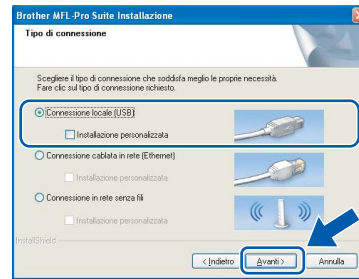 Brother MFL-Pro Suite Installazione
Tipo di connessione
Scegliere il tipo di connessione che soddisfa meglio le proprie necessità.
Fare clic sul tipo di connessione richiesto.
Connessione locale (USB)
Installazione personalizzata
Connessione cablata in rete (Ethernet)
Installazione personalizzata
Connessione in rete senza fili
Installazione personalizzata
InstallShield
< Indietro
Avanti >
Annulla